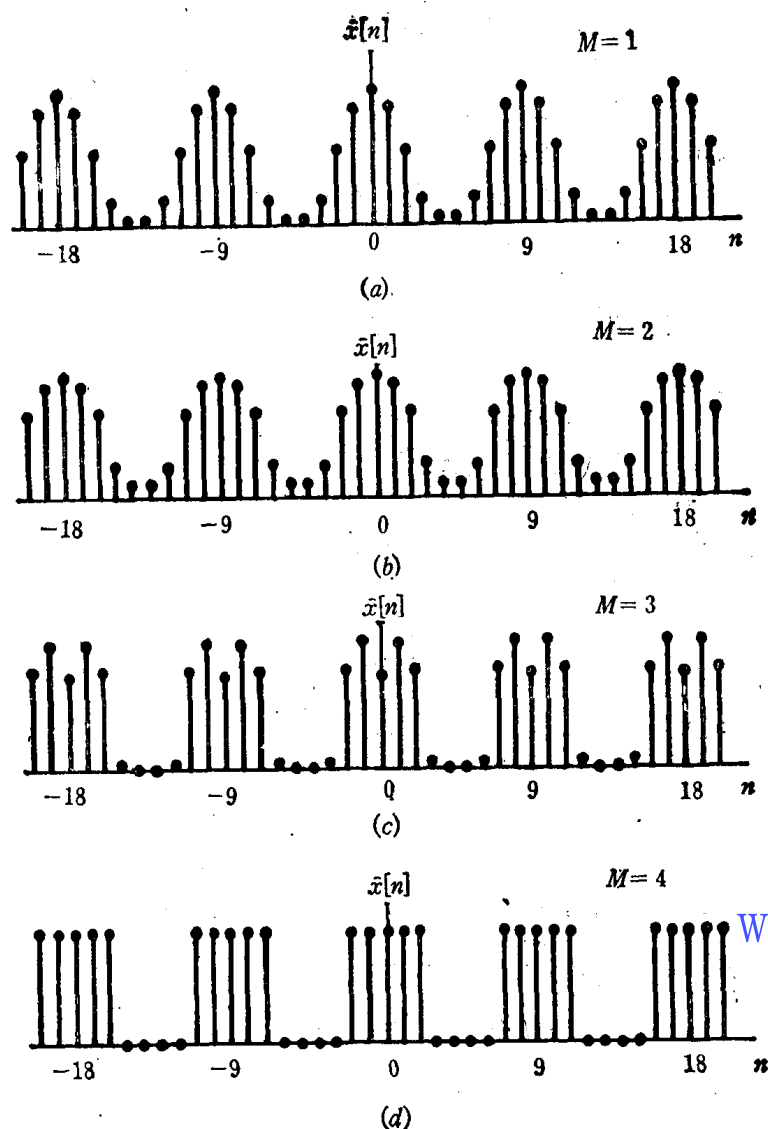 x̃[n] M=1
−18 −9 0 9 18 n
(a)
x̃[n] M=2
−18 −9 0 9 18 n
(b)
x̃[n] M=3
−18 −9 0 9 18 n
(c)
x̃[n] M=4
W
−18 −9 0 9 18 n
(d)